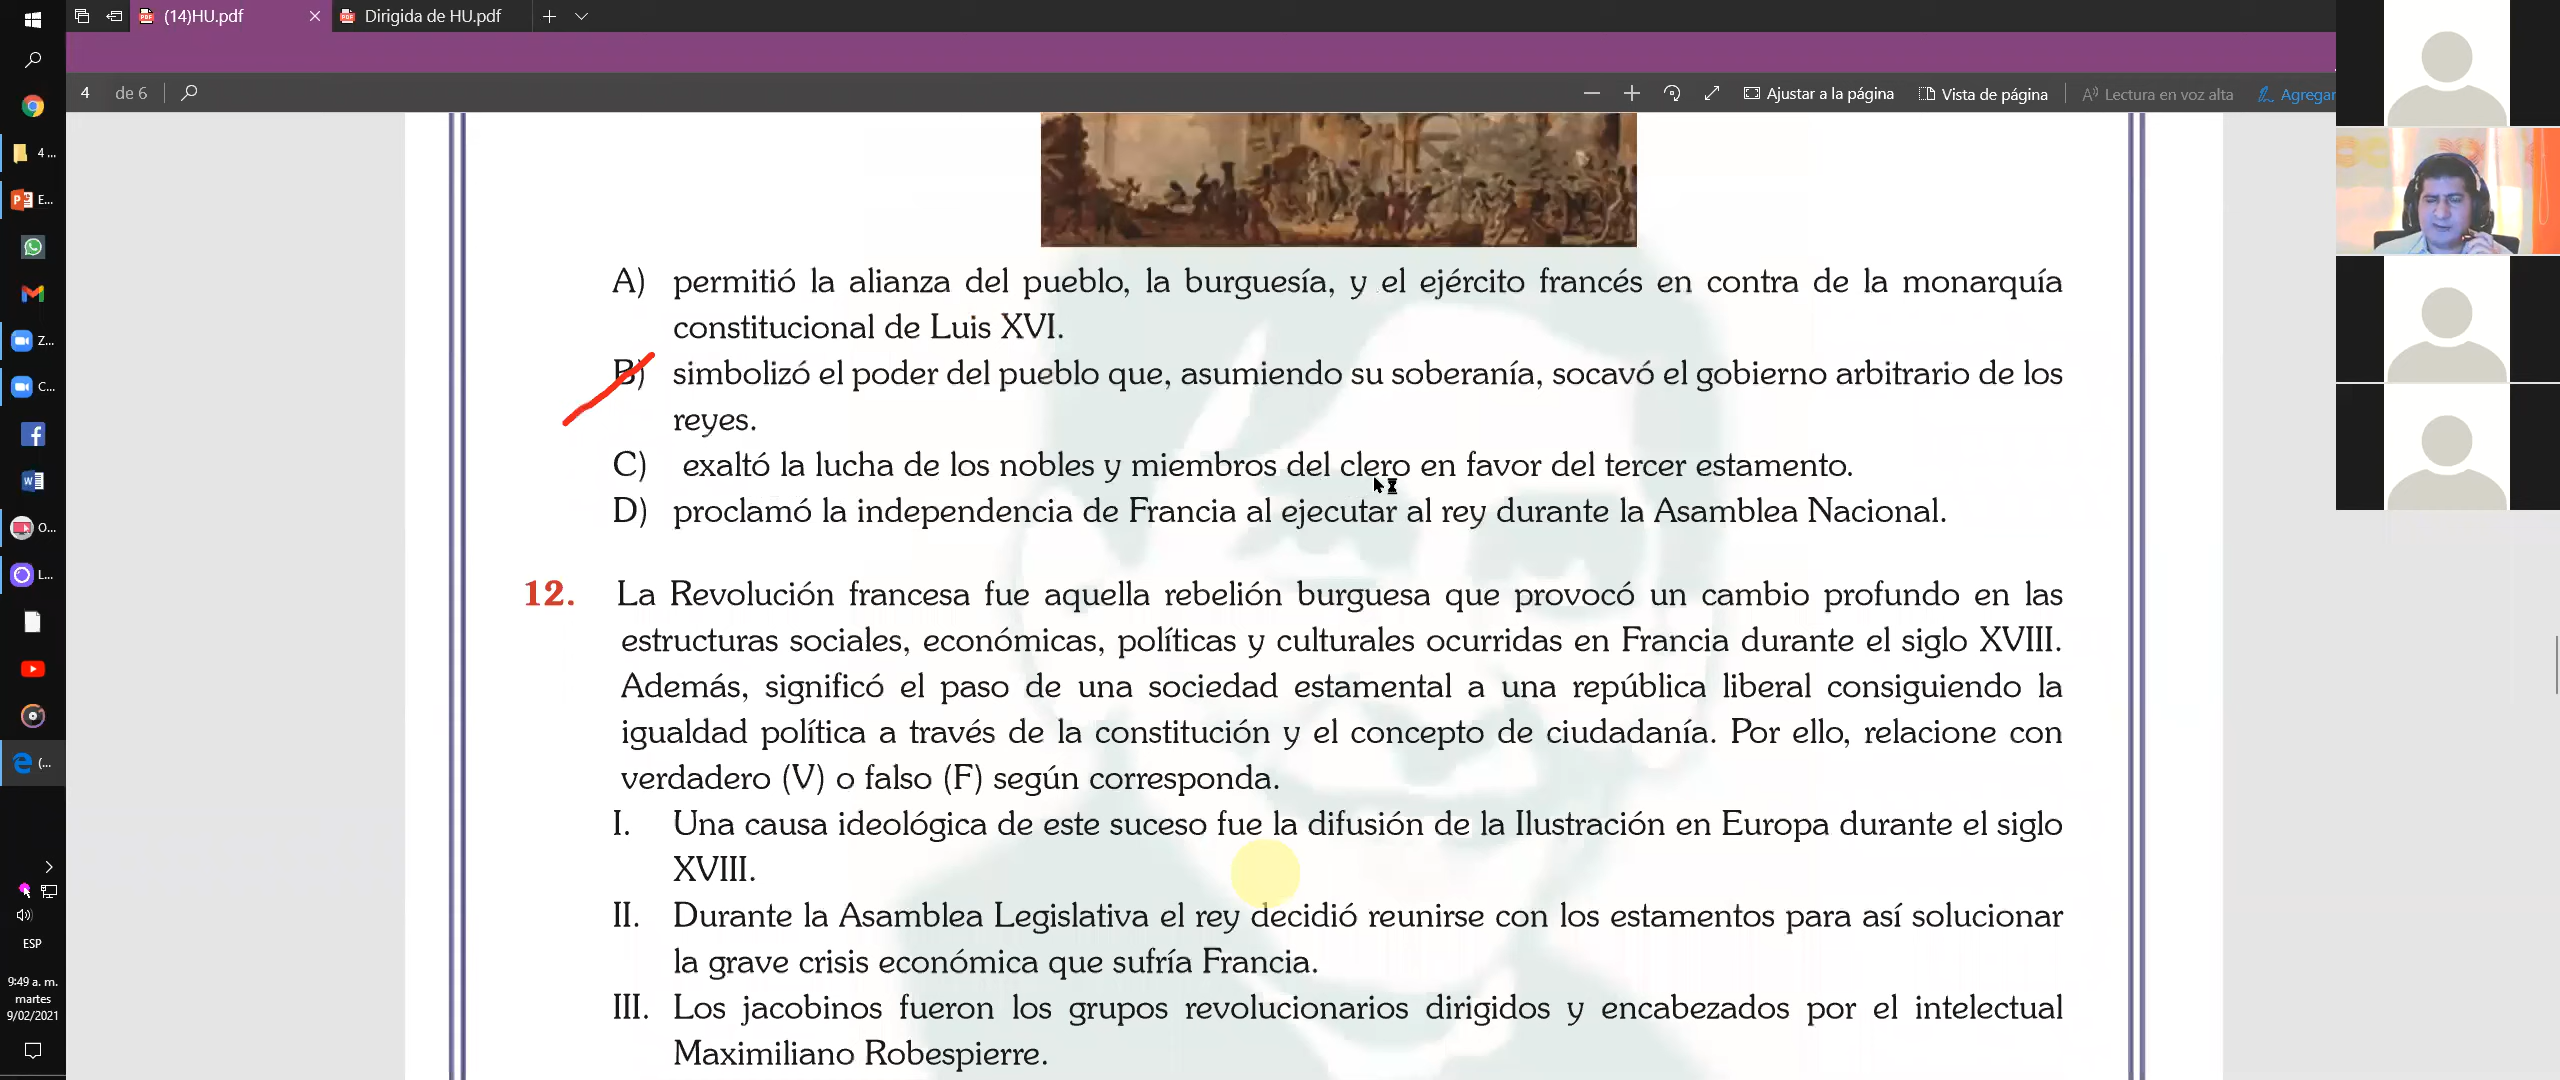 (14)HU.pdf
Dirigida de HU.pdf
4 de 6
Ajustar a la página
Vista de página
Lectura en voz alta
Agregar
4 ...
E...
Z...
C...
O...
L...
(...
ESP
9:49 a. m.
martes
9/02/2021
A) permitió la alianza del pueblo, la burguesía, y el ejército francés en contra de la monarquía
constitucional de Luis XVI.
B) simbolizó el poder del pueblo que, asumiendo su soberanía, socavó el gobierno arbitrario de los
reyes.
C) exaltó la lucha de los nobles y miembros del clero en favor del tercer estamento.
D) proclamó la independencia de Francia al ejecutar al rey durante la Asamblea Nacional.
12. La Revolución francesa fue aquella rebelión burguesa que provocó un cambio profundo en las
estructuras sociales, económicas, políticas y culturales ocurridas en Francia durante el siglo XVIII.
Además, significó el paso de una sociedad estamental a una república liberal consiguiendo la
igualdad política a través de la constitución y el concepto de ciudadanía. Por ello, relacione con
verdadero (V) o falso (F) según corresponda.
I. Una causa ideológica de este suceso fue la difusión de la Ilustración en Europa durante el siglo
XVIII.
II. Durante la Asamblea Legislativa el rey decidió reunirse con los estamentos para así solucionar
la grave crisis económica que sufría Francia.
III. Los jacobinos fueron los grupos revolucionarios dirigidos y encabezados por el intelectual
Maximiliano Robespierre.